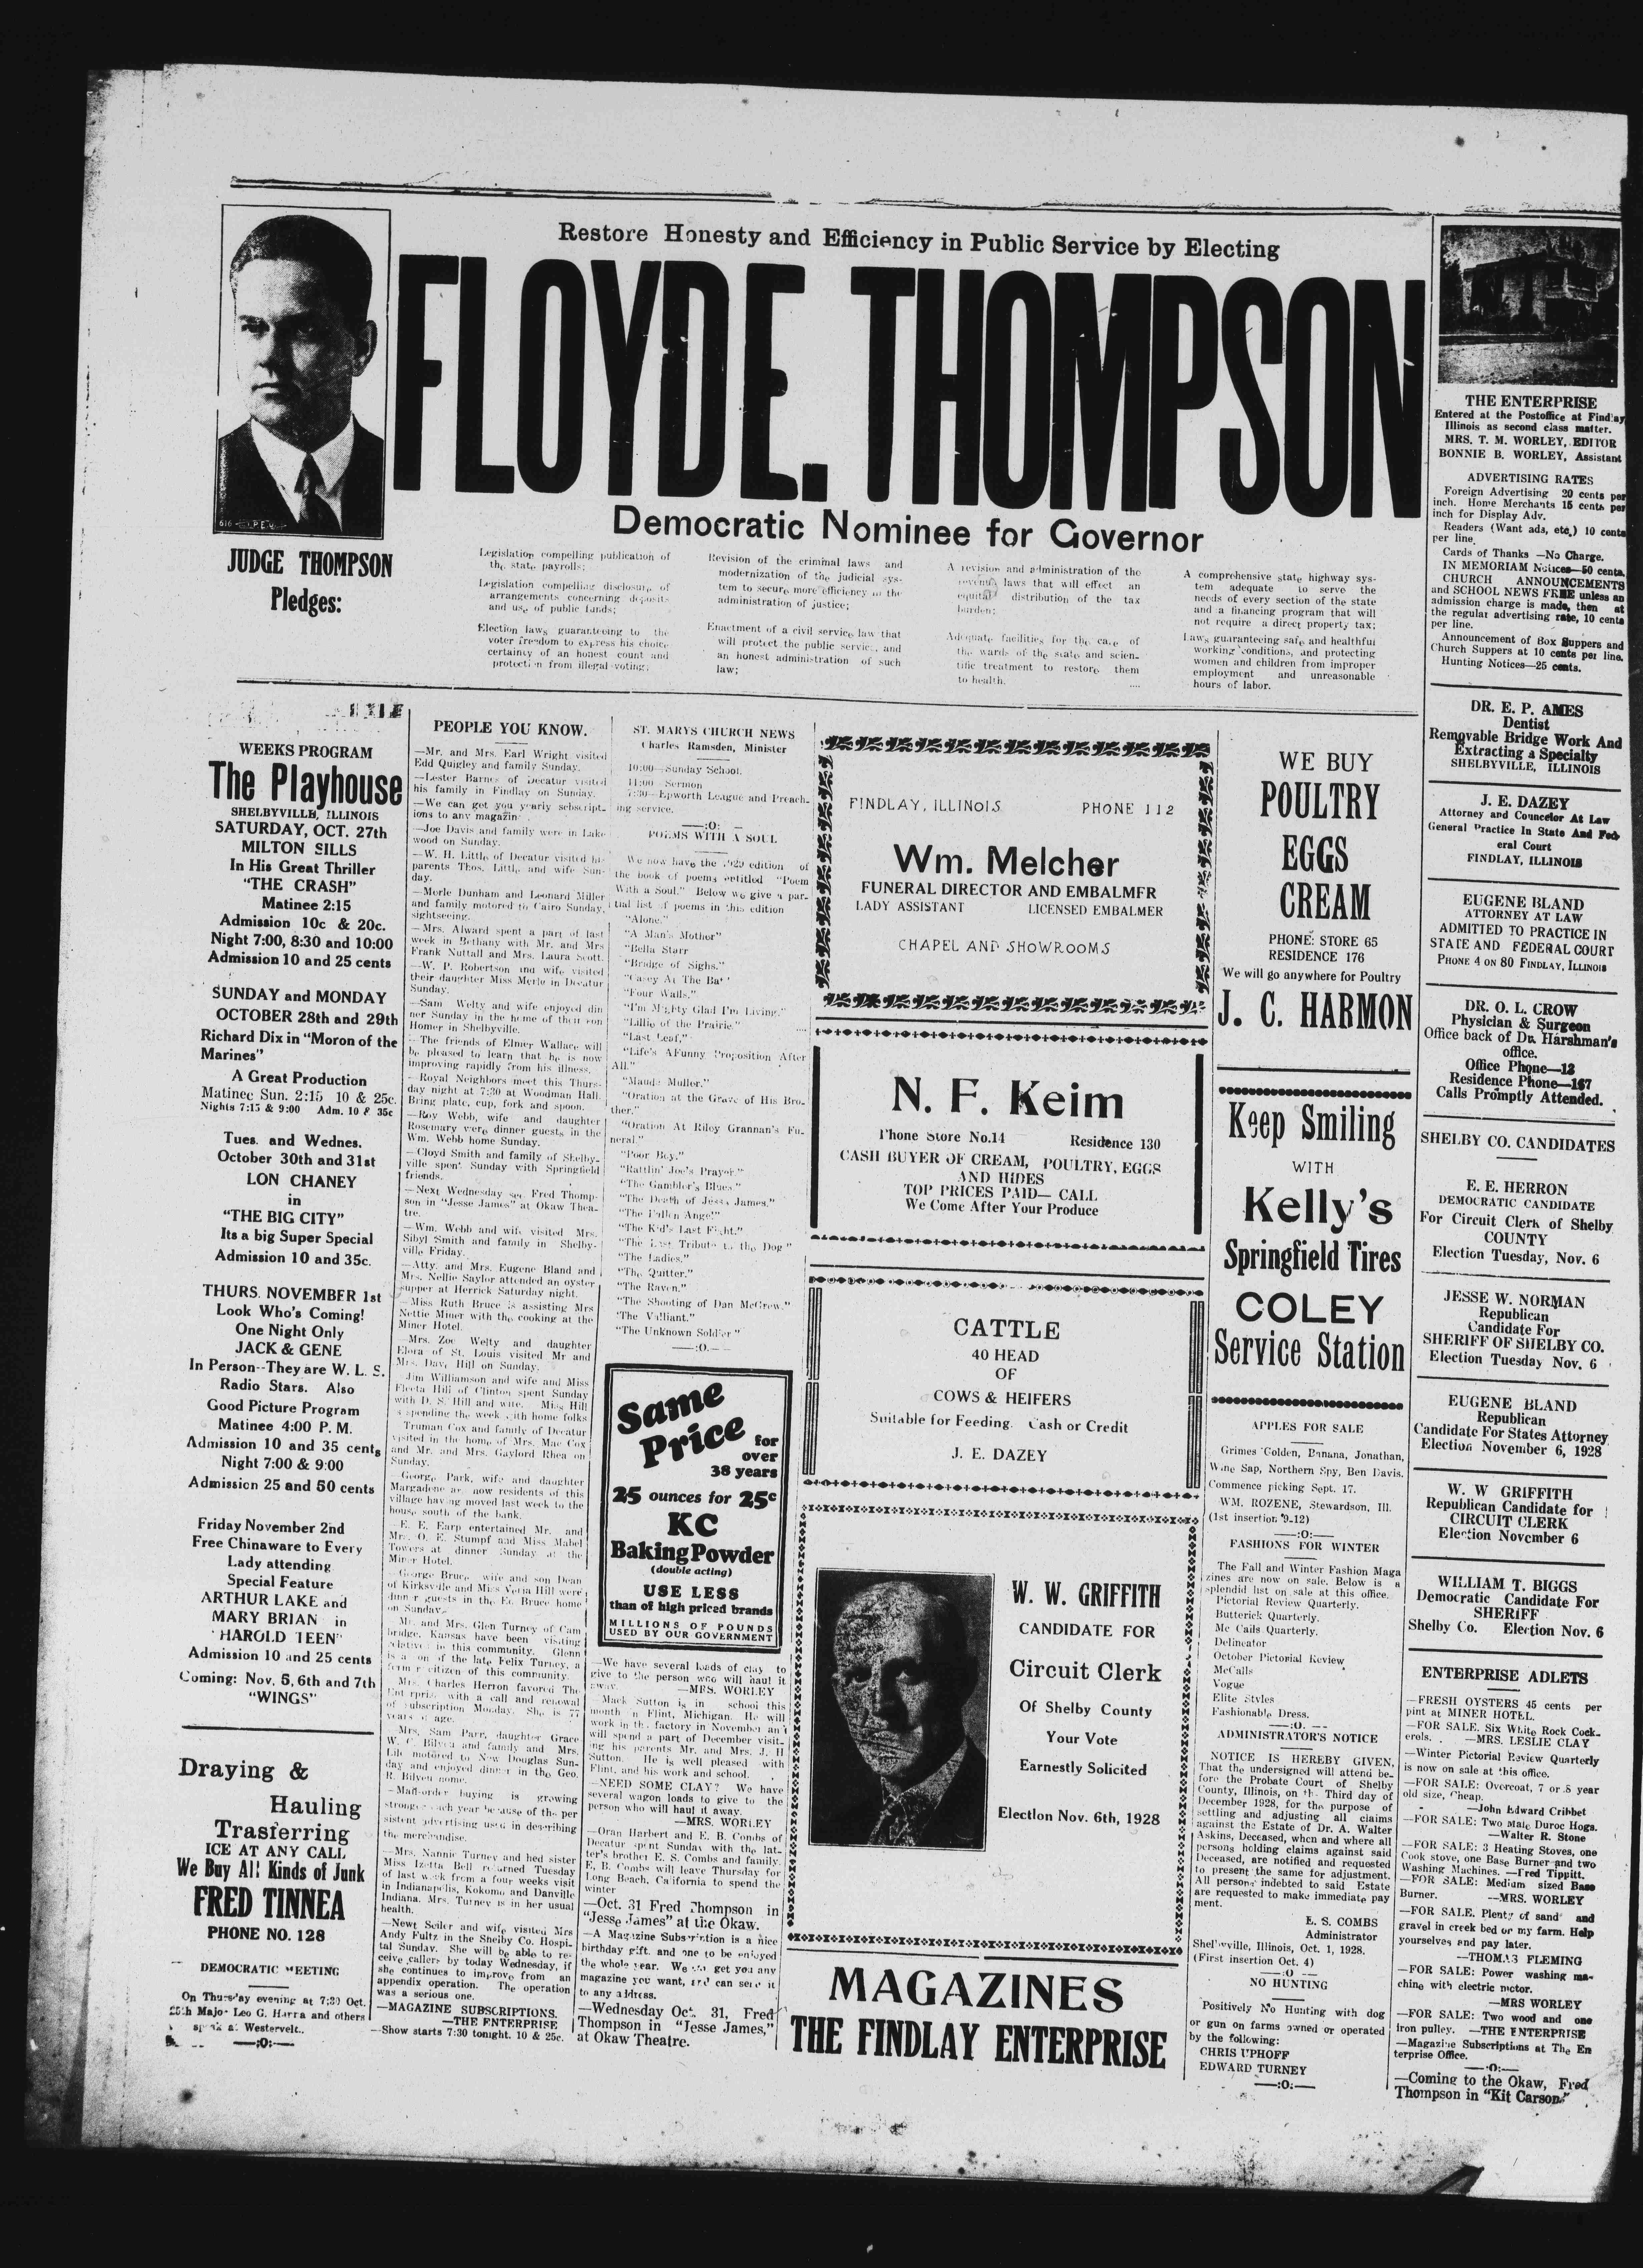 Restore Honesty and Efficiency in Public Service by Electing
FLOYD E. THOMPSON
Democratic Nominee for Governor
JUDGE THOMPSON
Pledges:
Legislation compelling publication of
the state payrolls;
Legislation compelling disclosure of
arrangements concerning deposits
and use of public funds;
Election laws guaranteeing to the
voter freedom to express his choice
certainty of an honest count and
protection from illegal voting;
Revision of the criminal laws and
modernization of the judicial sys-
tem to secure more efficiency in the
administration of justice;
Enactment of a civil service law that
will protect the public service, and
an honest administration of such
law;
A revision and administration of the
revenue laws that will effect an
distribution of the tax
burden;
Adequate facilities for the care of
the wards of the state and scien-
tific treatment to restore them
to health.
A comprehensive state highway sys-
tem adequate to serve the
needs of every section of the state
and a financing program that will
not require a direct property tax;
Laws guaranteeing safe and healthful
working conditions, and protecting
women and children from improper
employment and unreasonable
hours of labor.
WEEKS PROGRAM
The Playhouse
SHELBYVILLE, ILLINOIS
SATURDAY, OCT. 27th
MILTON SILLS
In His Great Thriller
"THE CRASH"
Matinee 2:15
Admission 10c & 20c.
Night 7:00, 8:30 and 10:00
Admission 10 and 25 cents
SUNDAY and MONDAY
OCTOBER 28th and 29th
Richard Dix in "Moron of the
Marines"
A Great Production
Matinee Sun. 2:15 10 & 25c.
Nights 7:15 & 9:00 Adm. 10 & 35c
Tues. and Wednes.
October 30th and 31st
LON CHANEY
in
"THE BIG CITY"
Its a big Super Special
Admission 10 and 35c.
THURS. NOVEMBER 1st
Look Who's Coming!
One Night Only
JACK & GENE
In Person--They are W. L. S.
Radio Stars. Also
Good Picture Program
Matinee 4:00 P. M.
Admission 10 and 35 cents
Night 7:00 & 9:00
Admission 25 and 50 cents
Friday November 2nd
Free Chinaware to Every
Lady attending
Special Feature
ARTHUR LAKE and
MARY BRIAN in
"HAROLD TEEN"
Admission 10 and 25 cents
Coming: Nov. 5, 6th and 7th
"WINGS"
Draying &
Hauling
Trasferring
ICE AT ANY CALL
We Buy All Kinds of Junk
FRED TINNEA
PHONE NO. 128
DEMOCRATIC MEETING
On Thursday evening at 7:30 Oct.
25th Major Leo G. Harra and others
speak at Westervelt..
—:O:—
PEOPLE YOU KNOW.
—Mr. and Mrs. Earl Wright visited
Edd Quigley and family Sunday.
—Lester Barnes of Decatur visited
his family in Findlay on Sunday.
—We can get you yearly subscript-
ions to any magazine.
—Joe Davis and family were in Lake
wood on Sunday.
—W. H. Little of Decatur visited his
parents Thos. Little and wife Sun-
day.
—Merle Dunham and Leonard Miller
and family motored to Cairo Sunday,
sightseeing.
—Mrs. Alward spent a part of last
week in Bethany with Mr. and Mrs
Frank Nuttall and Mrs. Laura Scott.
—W. P. Robertson and wife visited
their daughter Miss Merle in Decatur
Sunday.
—Sam Welty and wife enjoyed din
ner Sunday in the home of their son
Homer in Shelbyville.
—The friends of Elmer Wallace will
be pleased to learn that he is now
improving rapidly from his illness.
—Royal Neighbors meet this Thurs-
day night at 7:30 at Woodman Hall.
Bring plate, cup, fork and spoon.
—Roy Webb, wife and daughter
Rosemary were dinner guests in the
Wm. Webb home Sunday.
—Cloyd Smith and family of Shelby-
ville spent Sunday with Springfield
friends.
—Next Wednesday see Fred Thomp-
son in "Jesse James" at Okaw Thea-
tre.
—Wm. Webb and wife visited Mrs.
Sibyl Smith and family in Shelby-
ville Friday.
—Atty. and Mrs. Eugene Bland and
Mrs. Nellie Saylor attended an oyster
supper at Herrick Saturday night.
—Miss Ruth Bruce is assisting Mrs
Nettie Miner with the cooking at the
Miner Hotel.
—Mrs. Zoe Welty and daughter
Elora of St. Louis visited Mr and
Mrs. Dave Hill on Sunday.
Jim Williamson and wife and Miss
Fleeta Hill of Clinton spent Sunday
with D. S. Hill and wife. Miss Hill
is spending the week with home folks
Truman Cox and family of Decatur
visited in the home of Mrs. Mae Cox
and Mr. and Mrs. Gaylord Rhea on
Sunday.
George Park, wife and daughter
Margadene are now residents of this
village having moved last week to the
house south of the bank.
—E. E. Earp entertained Mr. and
Mrs. O. E. Stumpf and Miss Mabel
Towers at dinner Sunday at the
Miner Hotel.
George Bruce, wife and son Dean
of Kirksville and Miss Veria Hill were
dinner guests in the Ed Bruce home
on Sunday.
Mr. and Mrs. Glen Turney of Cam
bridge, Kansas have been visiting
relatives in this community. Glenn
is a son of the late Felix Turney, a
former citizen of this community.
Mrs. Charles Herron favored The
Enterprise with a call and renewal
of subscription Monday. She is 77
years of age.
Mrs. Sam Parr, daughter Grace
W. C. Bilyeu and family and Mrs.
motored to New Douglas Sun-
day and enjoyed dinner in the Geo.
R. Bilyeu home.
—Mail-order buying is growing
stronger each year because of the per
sistent advertising used in describing
the merchandise.
—Mrs. Nannie Turney and hed sister
Miss Izetta Bell returned Tuesday
of last week from a four weeks visit
in Indianapolis, Kokomo and Danville
Indiana. Mrs. Turney is in her usual
health.
—Newt Seiler and wife visited Mrs
Andy Fultz in the Shelby Co. Hospi-
tal Sunday. She will be able to re-
ceive callers by today Wednesday, if
she continues to improve from an
appendix operation. The operation
was a serious one.
—MAGAZINE SUBSCRIPTIONS.
—THE ENTERPRISE
—Show starts 7:30 tonight. 10 & 25c.
ST. MARYS CHURCH NEWS
Charles Ramsden, Minister
10:00—Sunday School.
11:00—Sermon
7:30—Epworth League and Preach-
ing service.
—:O:—
POEMS WITH A SOUL
We now have the 1929 edition of
the book of poems entitled "Poem
With a Soul." Below we give a par-
tial list of poems in this edition
"Alone."
"A Man's Mother"
"Bella Starr
"Bridge of Sighs."
"Casey At The Bat"
"Four Walls."
"I'm Mighty Glad I'm Living."
"Lillie of the Prairie."
"Last Leaf."
"Life's AFunny Proposition After
All."
"Maude Muller."
"Oration at the Grave of His Bro-
ther."
"Oration At Riley Grannan's Fu-
neral."
"Poor Boy."
"Rattlin' Joe's Prayer."
"The Gambler's Blues."
"The Death of Jesse James."
"The Fallen Angel"
"The Kid's Last Fight."
"The Last Tribute to the Dog"
"The Ladies."
"The Quitter."
"The Raven."
"The Shooting of Dan McGrew."
"The Valliant."
"The Unknown Soldier"
—:O.—
Same
Price
for
over
38 years
25 ounces for 25c
KC
Baking Powder
(double acting)
USE LESS
than of high priced brands
MILLIONS OF POUNDS
USED BY OUR GOVERNMENT
—We have several loads of clay to
give to the person who will haul it
away.
—MRS. WORLEY
—Mack Sutton is in school this
month in Flint, Michigan. He will
work in the factory in November and
will spend a part of December visit-
ing his parents Mr. and Mrs. J. H
Sutton. He is well pleased with
Flint, and his work and school.
—NEED SOME CLAY? We have
several wagon loads to give to the
person who will haul it away.
—MRS. WORLEY
—Oran Harbert and E. B. Combs of
Decatur spent Sunday with the lat-
ter's brother E. S. Combs and family.
E. B. Combs will leave Thursday for
Long Beach, California to spend the
winter
—Oct. 31 Fred Thompson in
"Jesse James" at the Okaw.
—A Magazine Subscription is a nice
birthday gift. and one to be enjoyed
the whole year. We can get you any
magazine you want, and can send it
to any address.
—Wednesday Oct. 31, Fred
Thompson in "Jesse James,"
at Okaw Theatre.
FINDLAY, ILLINOIS PHONE 112
Wm. Melcher
FUNERAL DIRECTOR AND EMBALMER
LADY ASSISTANT LICENSED EMBALMER
CHAPEL AND SHOWROOMS
N. F. Keim
Phone Store No.14 Residence 130
CASH BUYER OF CREAM, POULTRY, EGGS
AND HIDES
TOP PRICES PAID— CALL
We Come After Your Produce
CATTLE
40 HEAD
OF
COWS & HEIFERS
Suitable for Feeding. Cash or Credit
J. E. DAZEY
W. W. GRIFFITH
CANDIDATE FOR
Circuit Clerk
Of Shelby County
Your Vote
Earnestly Solicited
Election Nov. 6th, 1928
MAGAZINES
THE FINDLAY ENTERPRISE
WE BUY
POULTRY
EGGS
CREAM
PHONE: STORE 65
RESIDENCE 176
We will go anywhere for Poultry
J. C. HARMON
Keep Smiling
WITH
Kelly's
Springfield Tires
COLEY
Service Station
APPLES FOR SALE
Grimes Golden, Banana, Jonathan,
Wine Sap, Northern Spy, Ben Davis.
Commence picking Sept. 17.
WM. ROZENE, Stewardson, Ill.
(1st insertion 9-12)
—:O:—
FASHIONS FOR WINTER
The Fall and Winter Fashion Maga
zines are now on sale. Below is a
splendid list on sale at this office.
Pictorial Review Quarterly.
Butterick Quarterly.
Mc Calls Quarterly.
Delineator
October Pictorial Review
McCalls
Vogue
Elite Styles
Fashionable Dress.
—:O.—
ADMINISTRATOR'S NOTICE
NOTICE IS HEREBY GIVEN,
That the undersigned will attend be-
fore the Probate Court of Shelby
County, Illinois, on the Third day of
December 1928, for the purpose of
settling and adjusting all claims
against the Estate of Dr. A. Walter
Askins, Deceased, when and where all
persons holding claims against said
Deceased, are notified and requested
to present the same for adjustment.
All persons indebted to said Estate
are requested to make immediate pay
ment.
E. S. COMBS
Administrator
Shelbyville, Illinois, Oct. 1, 1928.
(First insertion Oct. 4)
—:O—
NO HUNTING
Positively No Hunting with dog
or gun on farms owned or operated
by the following:
CHRIS UPHOFF
EDWARD TURNEY
—:O:—
THE ENTERPRISE
Entered at the Postoffice at Findlay
Illinois as second class matter.
MRS. T. M. WORLEY, EDITOR
BONNIE B. WORLEY, Assistant
ADVERTISING RATES
Foreign Advertising 20 cents per
inch. Home Merchants 15 cents per
inch for Display Adv.
Readers (Want ads, etc,) 10 cents
per line.
Cards of Thanks —No Charge.
IN MEMORIAM Notices—50 cents.
CHURCH ANNOUNCEMENTS
and SCHOOL NEWS FREE unless an
admission charge is made, then at
the regular advertising rate, 10 cents
per line.
Announcement of Box Suppers and
Church Suppers at 10 cents per line.
Hunting Notices—25 cents.
DR. E. P. AMES
Dentist
Removable Bridge Work And
Extracting a Specialty
SHELBYVILLE, ILLINOIS
J. E. DAZEY
Attorney and Councelor At Law
General Practice In State And Fed-
eral Court
FINDLAY, ILLINOIS
EUGENE BLAND
ATTORNEY AT LAW
ADMITTED TO PRACTICE IN
STATE AND FEDERAL COURT
PHONE 4 ON 80 FINDLAY, ILLINOIS
DR. O. L. CROW
Physician & Surgeon
Office back of Dr. Harshman's
office.
Office Phone—13
Residence Phone—167
Calls Promptly Attended.
SHELBY CO. CANDIDATES
E. E. HERRON
DEMOCRATIC CANDIDATE
For Circuit Clerk of Shelby
COUNTY
Election Tuesday, Nov. 6
JESSE W. NORMAN
Republican
Candidate For
SHERIFF OF SHELBY CO.
Election Tuesday Nov. 6
EUGENE BLAND
Republican
Candidate For States Attorney
Election November 6, 1928
W. W GRIFFITH
Republican Candidate for
CIRCUIT CLERK
Election November 6
WILLIAM T. BIGGS
Democratic Candidate For
SHERIFF
Shelby Co. Election Nov. 6
ENTERPRISE ADLETS
—FRESH OYSTERS 45 cents per
pint at MINER HOTEL.
—FOR SALE. Six White Rock Cock-
erels. —MRS. LESLIE CLAY
—Winter Pictorial Review Quarterly
is now on sale at this office.
—FOR SALE: Overcoat, 7 or 8 year
old size, Cheap.
—John Edward Cribbet
—FOR SALE: Two Male Duroc Hogs.
—Walter R. Stone
—FOR SALE: 3 Heating Stoves, one
Cook stove, one Base Burner and two
Washing Machines. —Fred Tippitt.
—FOR SALE: Medium sized Base
Burner. --MRS. WORLEY
—FOR SALE. Plenty of sand and
gravel in creek bed or my farm. Help
yourselves and pay later.
—THOMAS FLEMING
—FOR SALE: Power washing ma-
chine with electric motor.
—MRS WORLEY
—FOR SALE: Two wood and one
iron pulley. —THE ENTERPRISE
—Magazine Subscriptions at The En
terprise Office.
—:O:—
—Coming to the Okaw, Fred
Thompson in "Kit Carson"